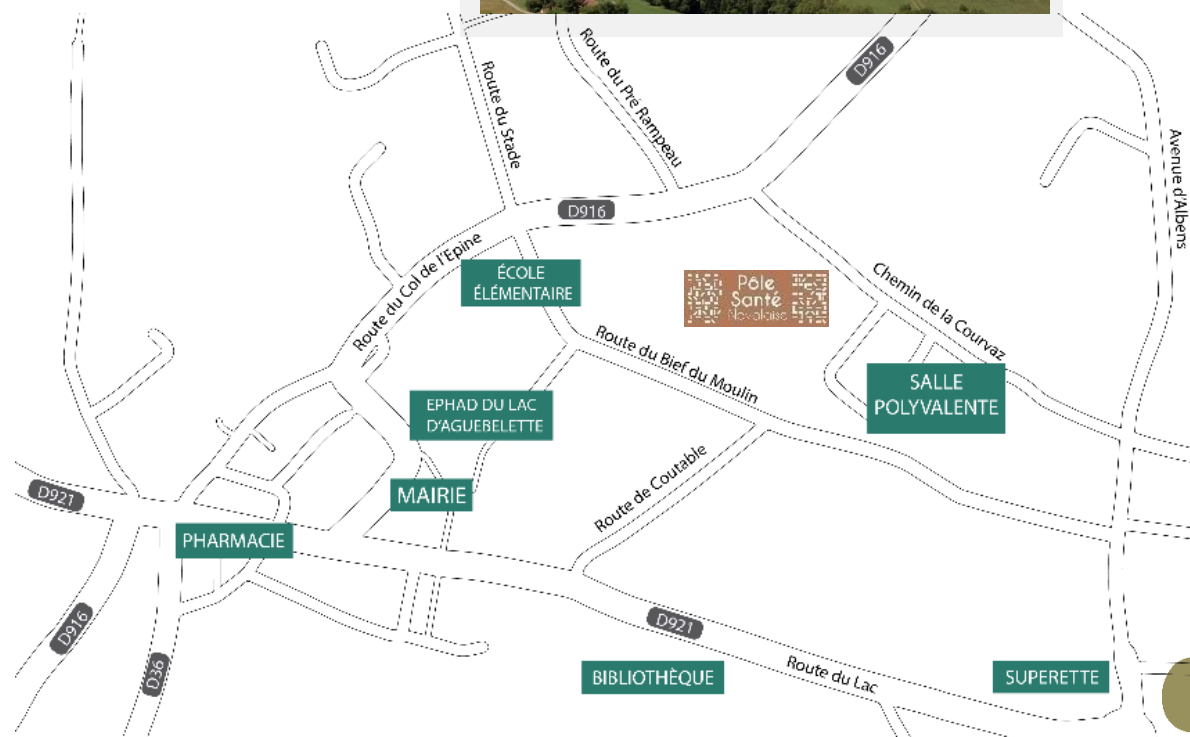 D916
Route du Pré Rampeau
Route du Stade
Avenue d'Albens
D916
Route du Col de l'Epine
ÉCOLE
ÉLÉMENTAIRE
Pôle
Santé
Novalaise
Chemin de la Courvaz
Route du Bief du Moulin
SALLE
POLYVALENTE
EPHAD DU LAC
D'AGUEBELETTE
Route de Coutable
MAIRIE
D921
PHARMACIE
D916
D36
D921
BIBLIOTHÈQUE
Route du Lac
SUPERETTE